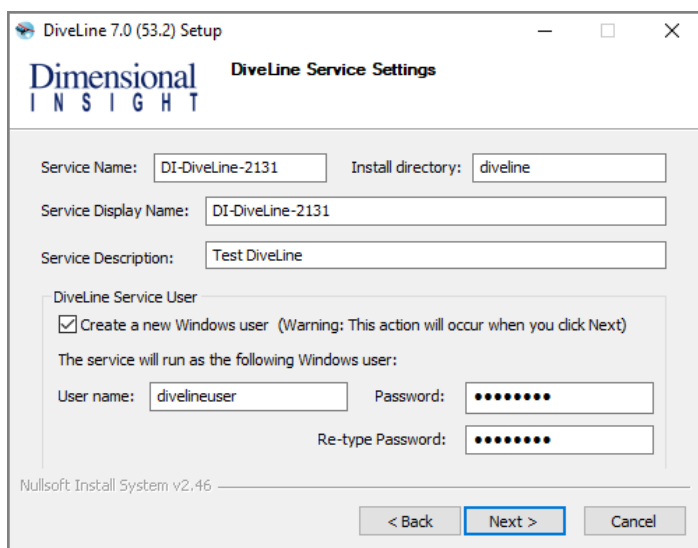 DiveLine 7.0 (53.2) Setup
Dimensional
INSIGHT
DiveLine Service Settings
Service Name: DI-DiveLine-2131 Install directory: diveline
Service Display Name: DI-DiveLine-2131
Service Description: Test DiveLine
DiveLine Service User
Create a new Windows user (Warning: This action will occur when you click Next)
The service will run as the following Windows user:
User name: divelineuser Password: ●●●●●●●●
Re-type Password: ●●●●●●●●
Nullsoft Install System v2.46
< Back Next > Cancel